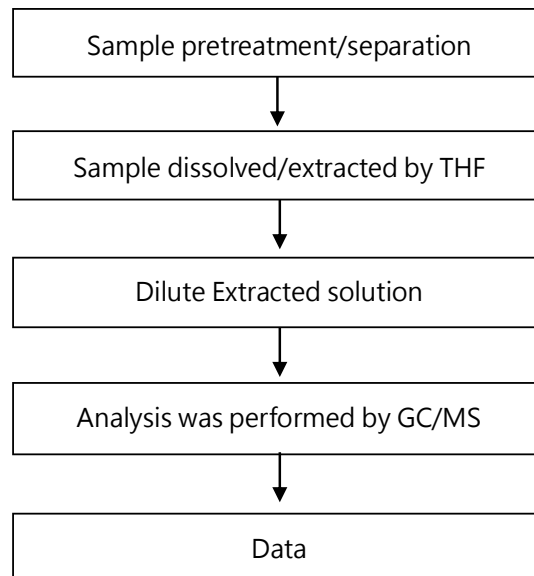 Sample pretreatment/separation
Sample dissolved/extracted by THF
Dilute Extracted solution
Analysis was performed by GC/MS
Data